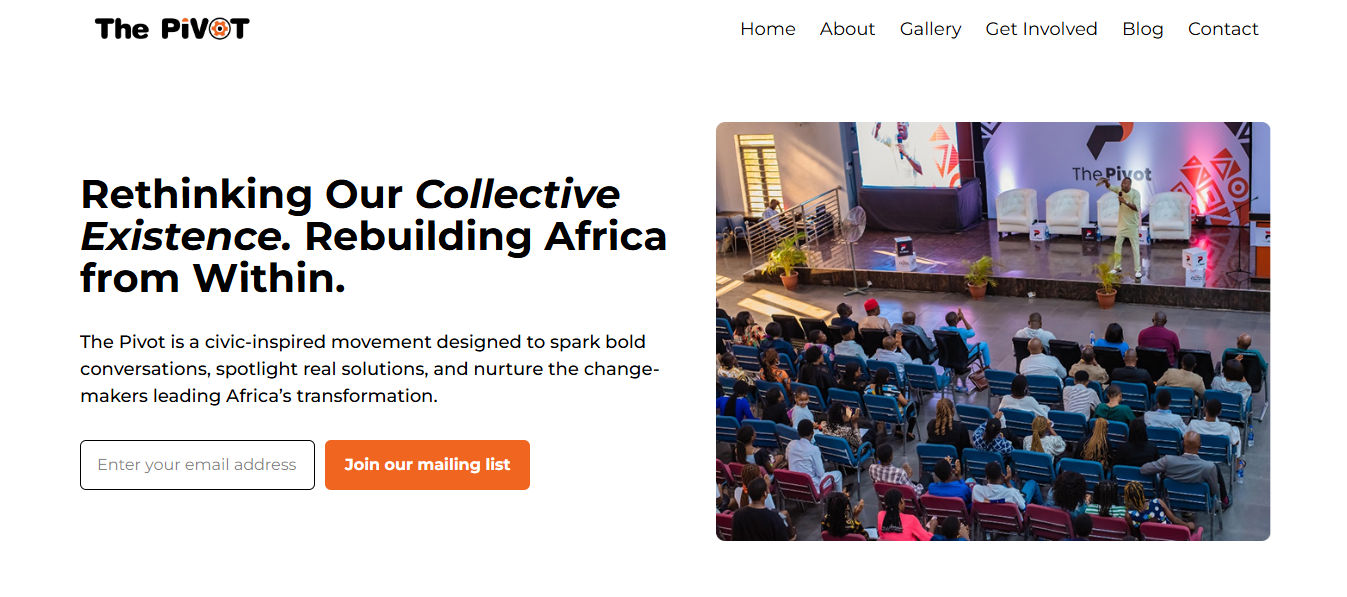 The PiVOT
Home About Gallery Get Involved Blog Contact
Rethinking Our Collective
Existence. Rebuilding Africa
from Within.
The Pivot is a civic-inspired movement designed to spark bold
conversations, spotlight real solutions, and nurture the change-
makers leading Africa’s transformation.
Enter your email address
Join our mailing list
The Pivot